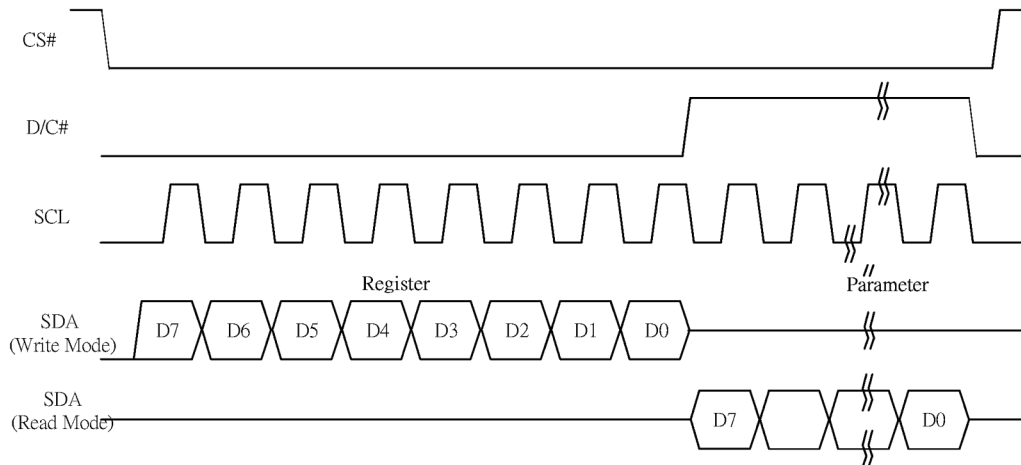 CS#
D/C#
SCL
Register
Parameter
SDA
(Write Mode)
D7 D6 D5 D4 D3 D2 D1 D0
SDA
(Read Mode)
D7 D0